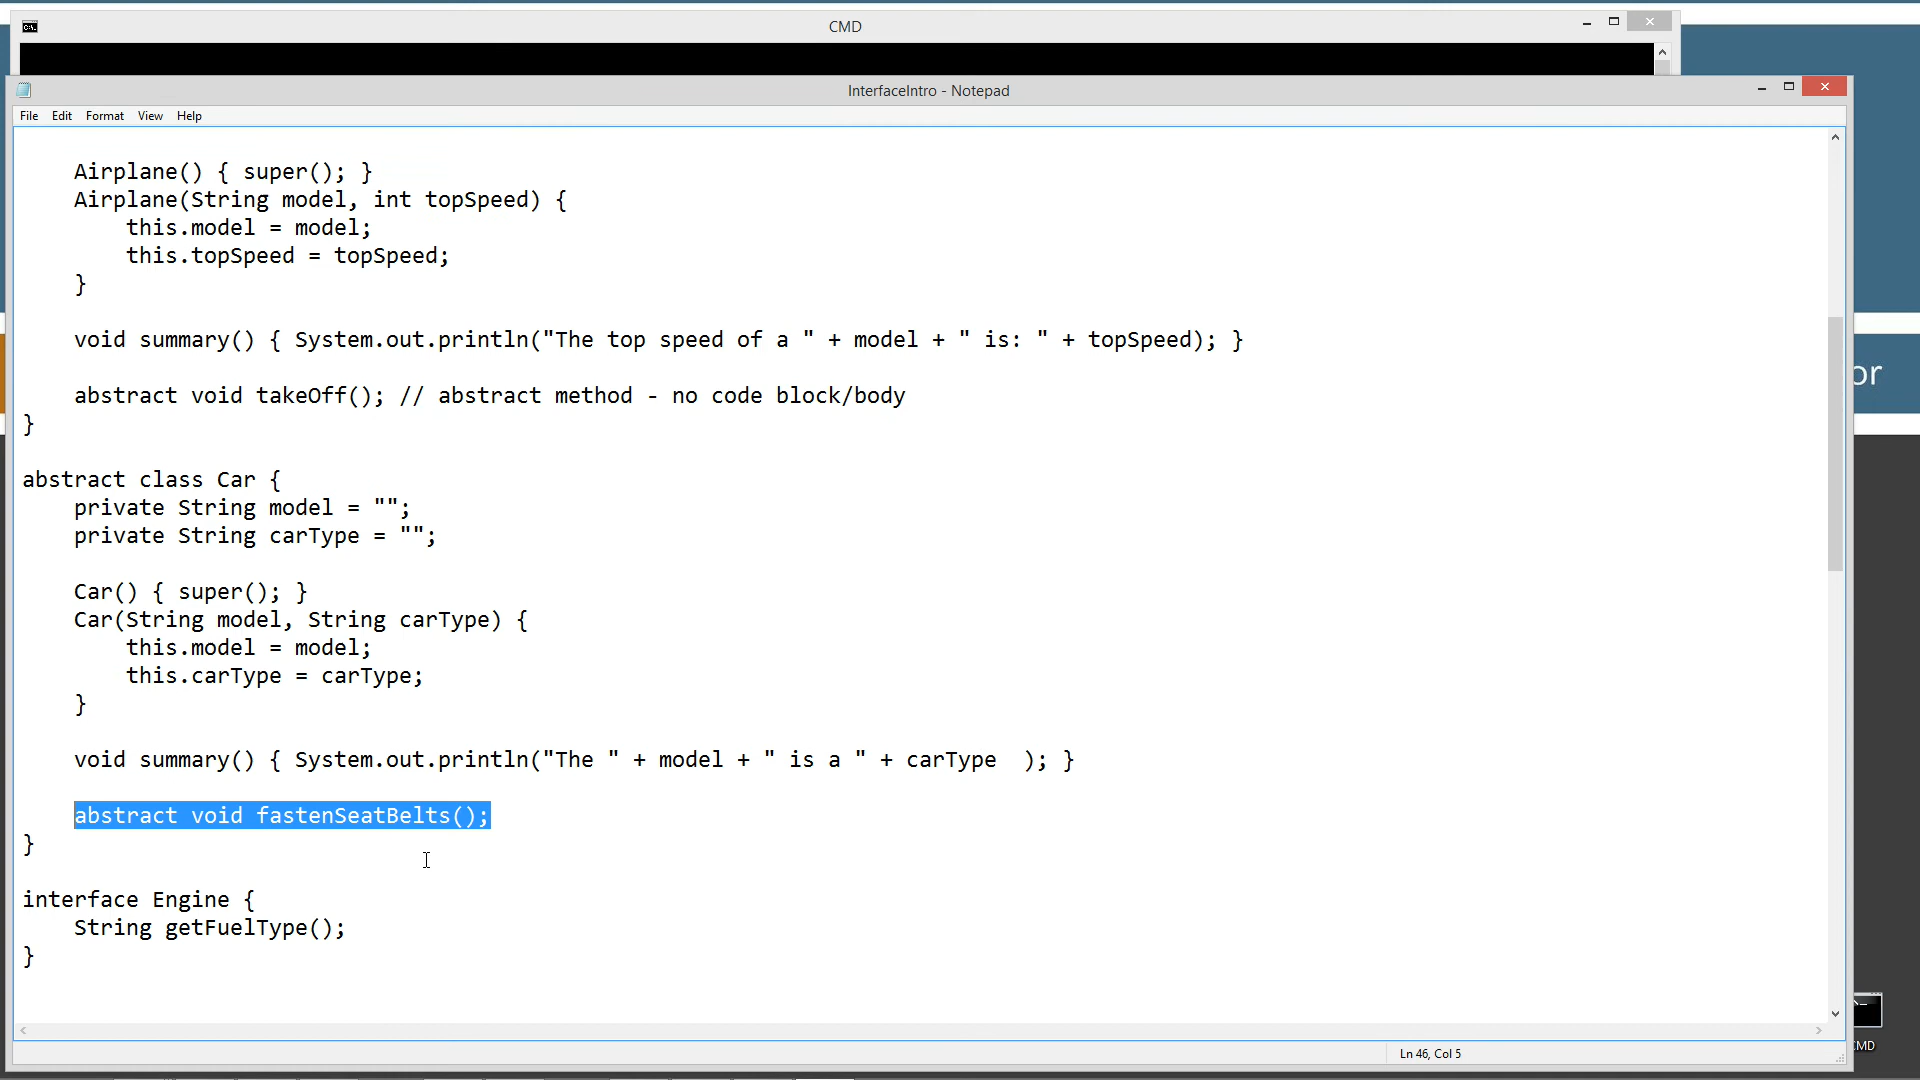 CMD
InterfaceIntro - Notepad
File Edit Format View Help
Airplane() { super(); }
Airplane(String model, int topSpeed) {
this.model = model;
this.topSpeed = topSpeed;
}
void summary() { System.out.println("The top speed of a " + model + " is: " + topSpeed); }
abstract void takeOff(); // abstract method - no code block/body
}
abstract class Car {
private String model = "";
private String carType = "";
Car() { super(); }
Car(String model, String carType) {
this.model = model;
this.carType = carType;
}
void summary() { System.out.println("The " + model + " is a " + carType  ); }
abstract void fastenSeatBelts();
}
interface Engine {
String getFuelType();
}
or
CMD
Ln 46, Col 5